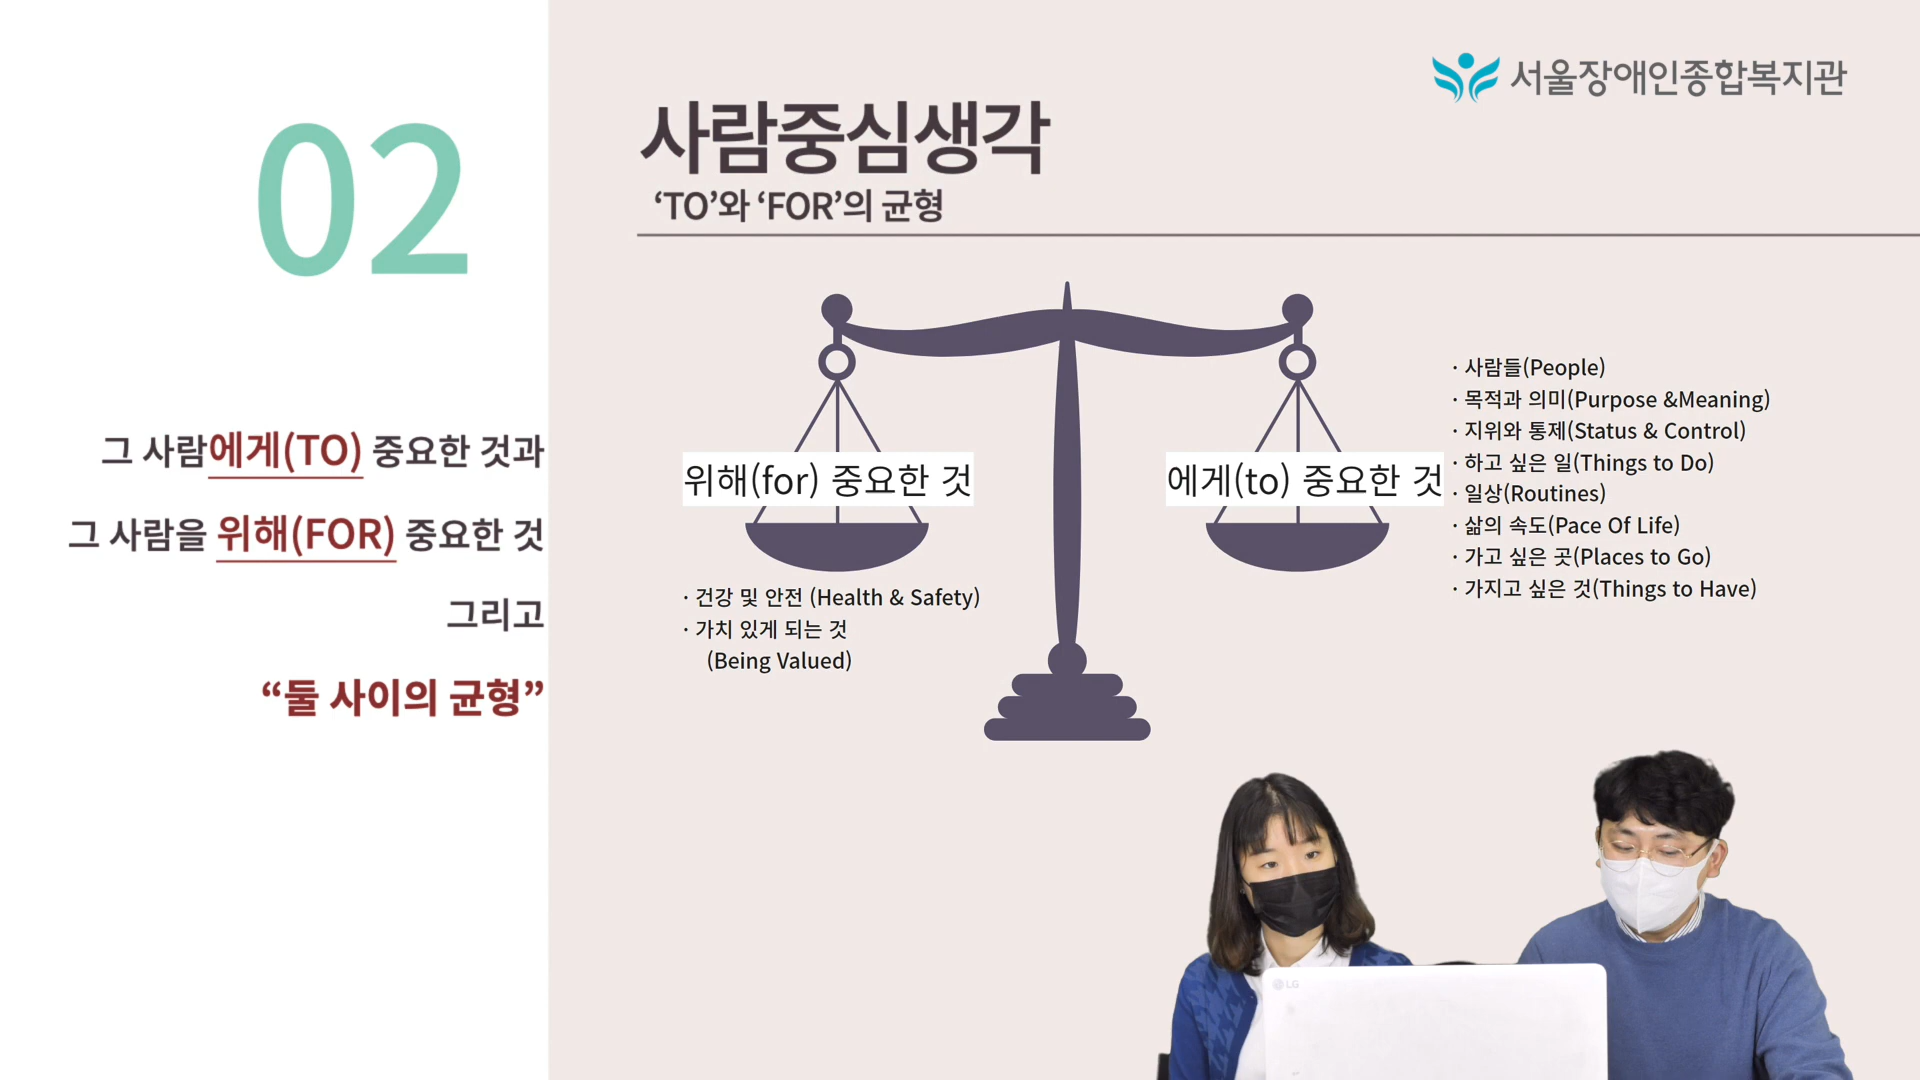 02
그 사람에게(TO) 중요한 것과
그 사람을 위해(FOR) 중요한 것
그리고
“둘 사이의 균형”
서울장애인종합복지관
사람중심생각
‘TO’와 ‘FOR’의 균형
위해(for) 중요한 것
· 건강 및 안전 (Health & Safety)
· 가치 있게 되는 것
(Being Valued)
에게(to) 중요한 것
· 사람들(People)
· 목적과 의미(Purpose &Meaning)
· 지위와 통제(Status & Control)
· 하고 싶은 일(Things to Do)
· 일상(Routines)
· 삶의 속도(Pace Of Life)
· 가고 싶은 곳(Places to Go)
· 가지고 싶은 것(Things to Have)
LG